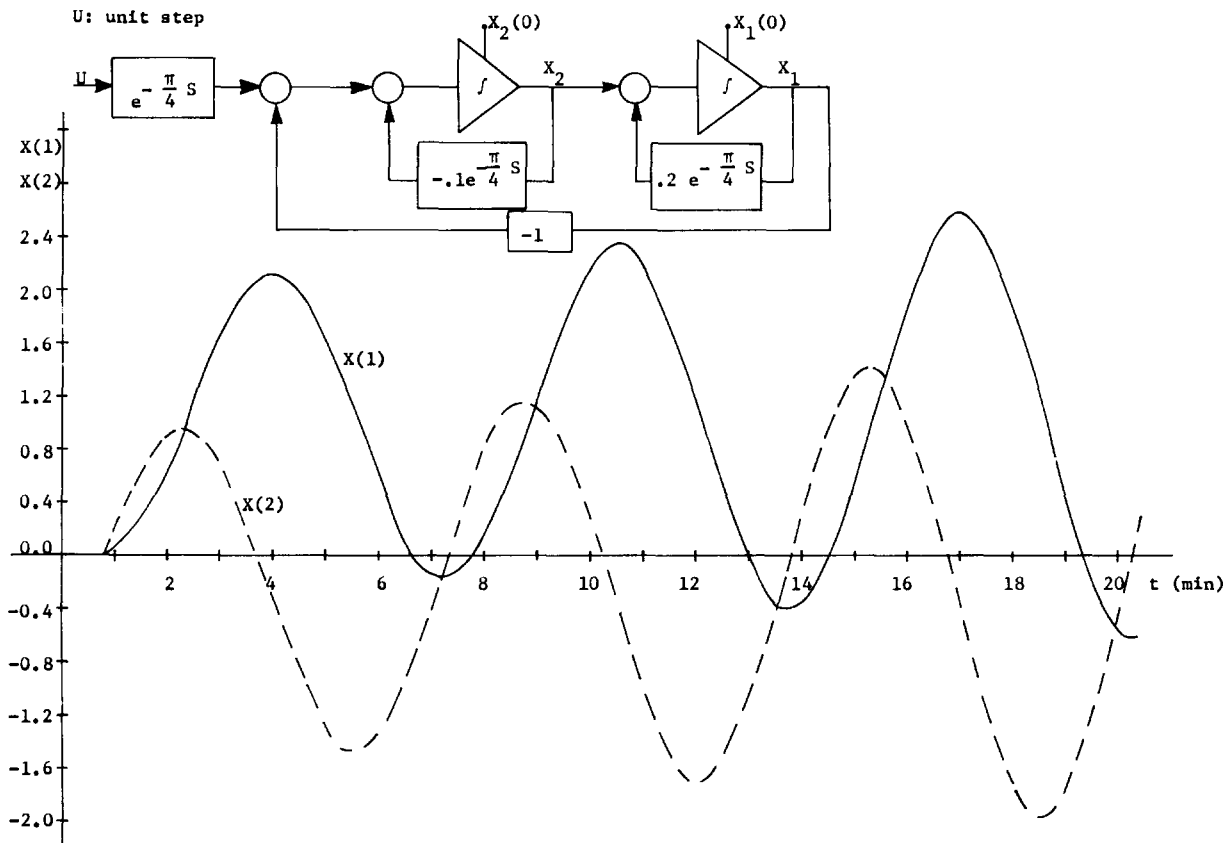 U: unit step
X₂(0)
X₁(0)
U
e^{-π/4 S}
∫
X₂
∫
X₁
-.1e^{-π/4 S}
.2 e^{-π/4 S}
-1
X(1)
X(2)
2.4
2.0
1.6
1.2
0.8
0.4
0.0
-0.4
-0.8
-1.2
-1.6
-2.0
X(1)
X(2)
2 4 6 8 10 12 14 16 18 20 t (min)